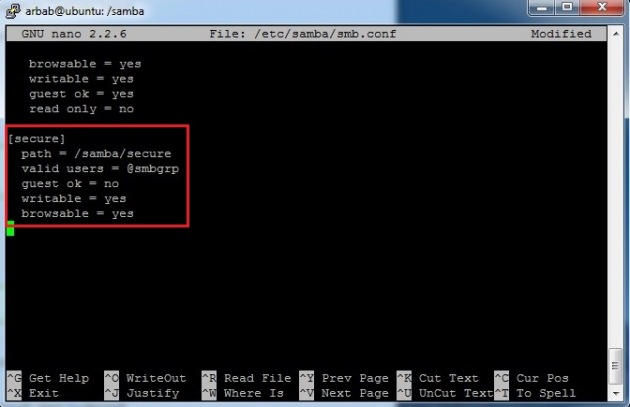 arbab@ubuntu: /samba
GNU nano 2.2.6 File: /etc/samba/smb.conf Modified
browsable = yes
writable = yes
guest ok = yes
read only = no
[secure]
path = /samba/secure
valid users = @smbgrp
guest ok = no
writable = yes
browsable = yes
^G Get Help ^O WriteOut ^R Read File ^Y Prev Page ^K Cut Text ^C Cur Pos
^X Exit ^J Justify ^W Where Is ^V Next Page ^U UnCut Text ^T To Spell